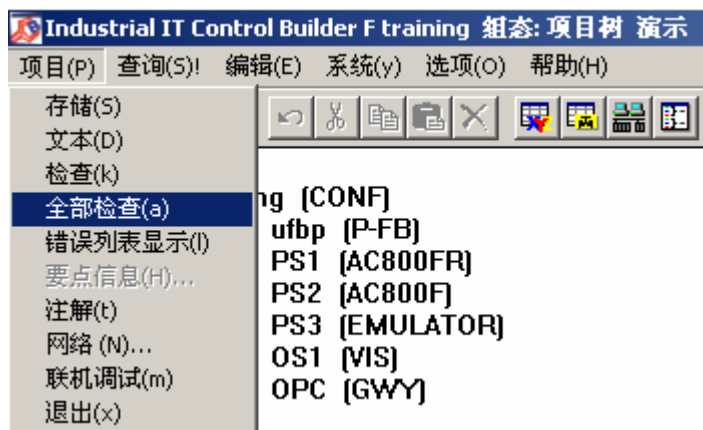 Industrial IT Control Builder F training 组态: 项目树 演示
项目(P) 查询(S)! 编辑(E) 系统(y) 选项(O) 帮助(H)
存储(S)
文本(D)
检查(k)
全部检查(a)
错误列表显示(l)
要点信息(H)...
注解(t)
网络 (N)...
联机调试(m)
退出(x)
ng (CONF)
ufbp (P-FB)
PS1 (AC800FR)
PS2 (AC800F)
PS3 (EMULATOR)
OS1 (VIS)
OPC (GWY)